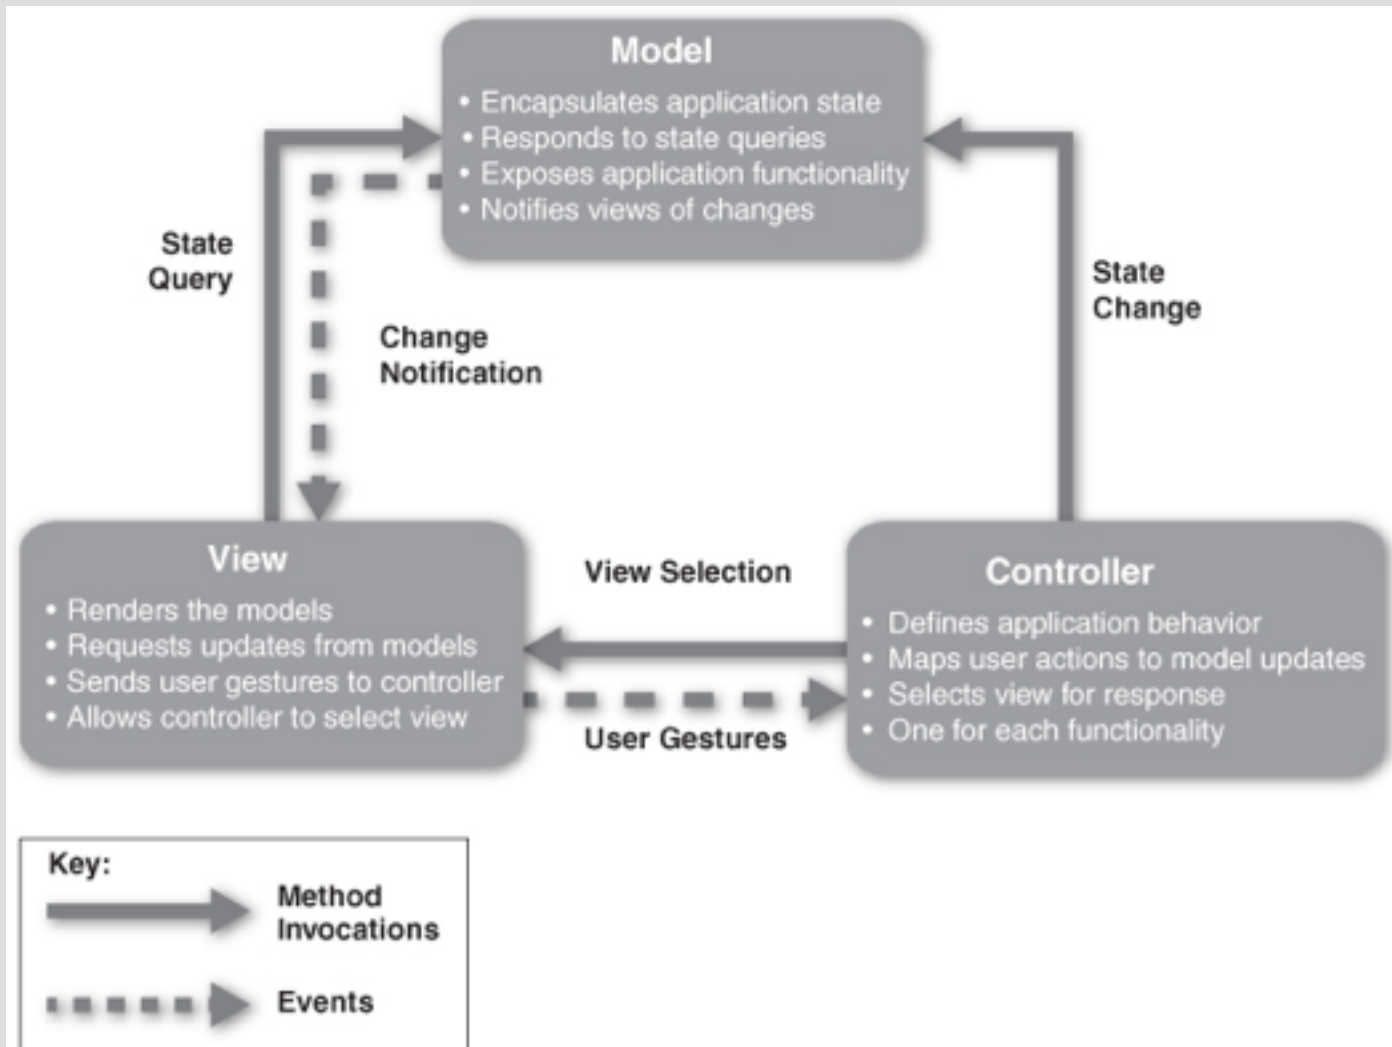 Model
• Encapsulates application state
• Responds to state queries
• Exposes application functionality
• Notifies views of changes
State
Query
Change
Notification
State
Change
View
• Renders the models
• Requests updates from models
• Sends user gestures to controller
• Allows controller to select view
View Selection
User Gestures
Controller
• Defines application behavior
• Maps user actions to model updates
• Selects view for response
• One for each functionality
Key:
Method
Invocations
Events